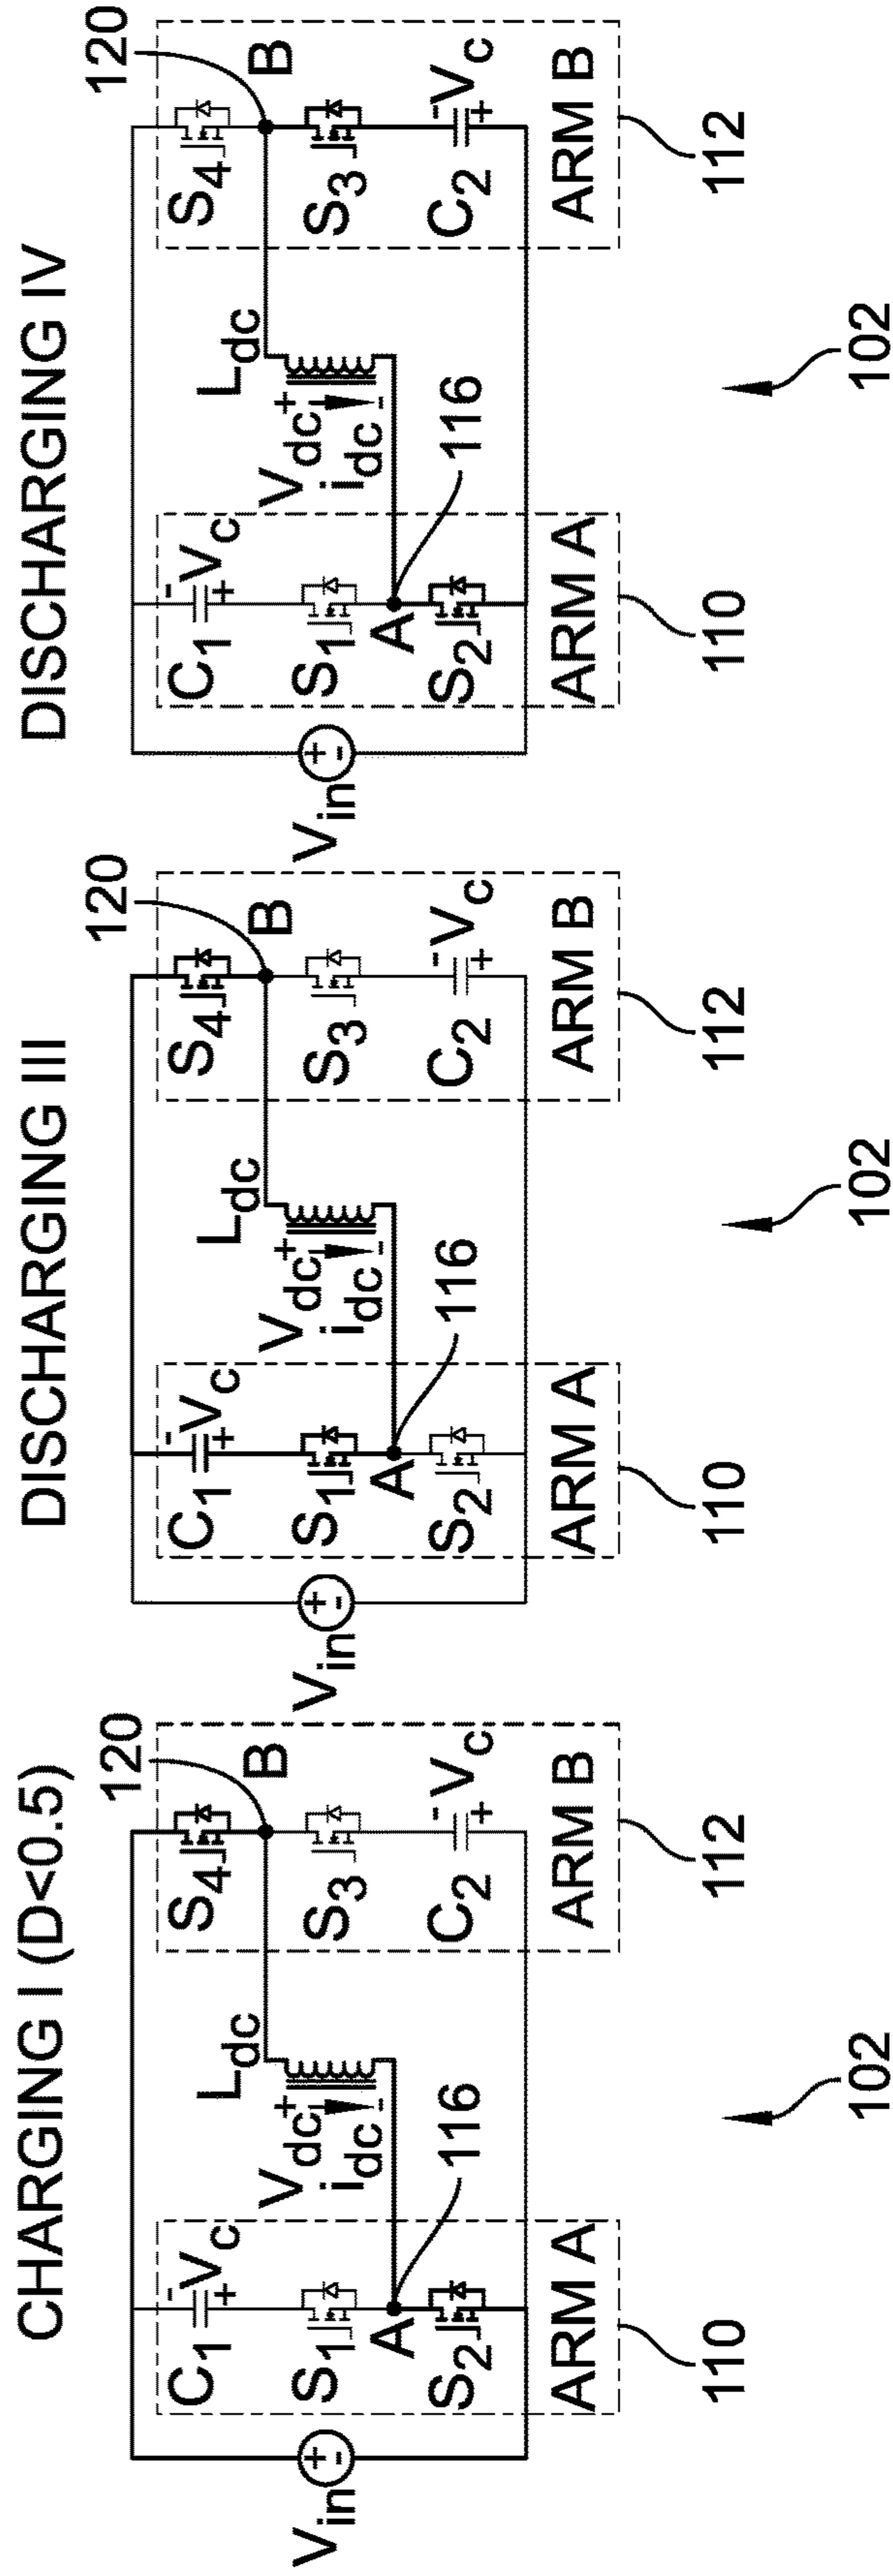 CHARGING I (D<0.5)
120
C1
-
Vc
+
S4
B
Ldc
Vin
+
-
S1
Vdc
+
idc
-
S3
A
116
S2
C2
-
Vc
+
ARM A
ARM B
110
112
102
DISCHARGING III
120
C1
-
Vc
+
S4
B
Ldc
Vin
+
-
S1
Vdc
+
idc
-
S3
A
116
S2
C2
-
Vc
+
ARM A
ARM B
110
112
102
DISCHARGING IV
120
C1
-
Vc
+
S4
B
Ldc
Vin
+
-
S1
Vdc
+
idc
-
S3
A
116
S2
C2
-
Vc
+
ARM A
ARM B
110
112
102